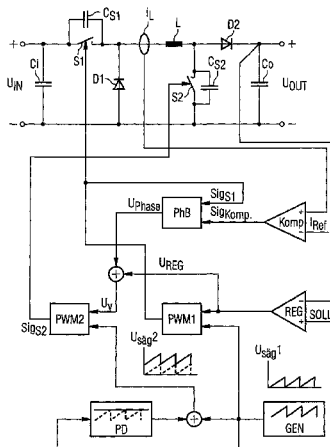 C_S1
i_L
L
D2
+
+
S1
Ci
D1
C_S2
Co
U_IN
U_OUT
S2
−
−
U_Phase
PhB
Sig_S1
Sig_Komp.
Komp
+
−
I_Ref
+
U_REG
U_v
Sig_S2
PWM2
PWM1
REG
+
−
SOLL
U_säg2
U_säg1
PD
+
GEN